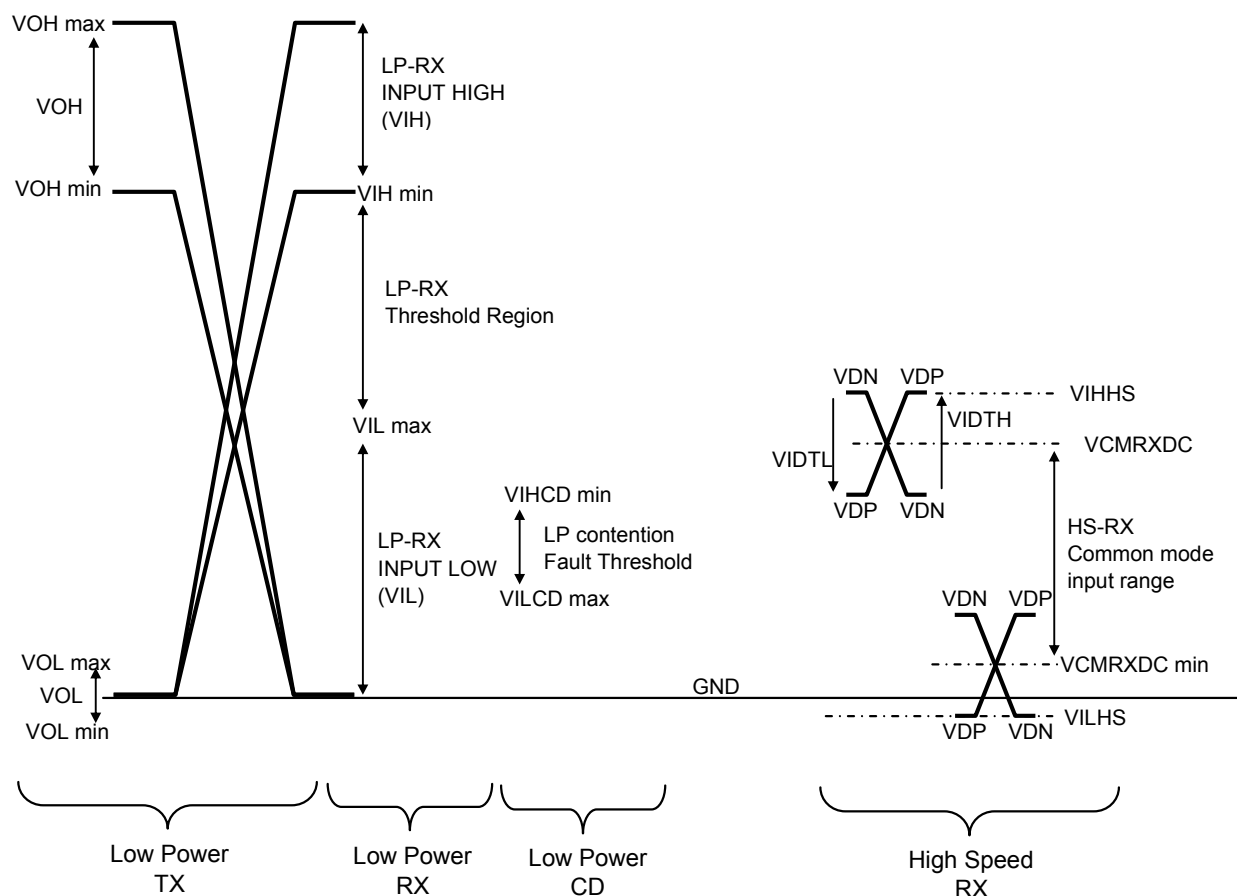 VOH max
VOH
VOH min
LP-RX
INPUT HIGH
(VIH)
VIH min
LP-RX
Threshold Region
VIL max
LP-RX
INPUT LOW
(VIL)
VIHCD min
LP contention
Fault Threshold
VILCD max
VOL max
VOL
VOL min
GND
VDN
VDP
VIHHS
VIDTH
VCMRXDC
VIDTL
VDP
VDN
HS-RX
Common mode
input range
VDN
VDP
VCMRXDC min
VILHS
VDP
VDN
Low Power
TX
Low Power
RX
Low Power
CD
High Speed
RX